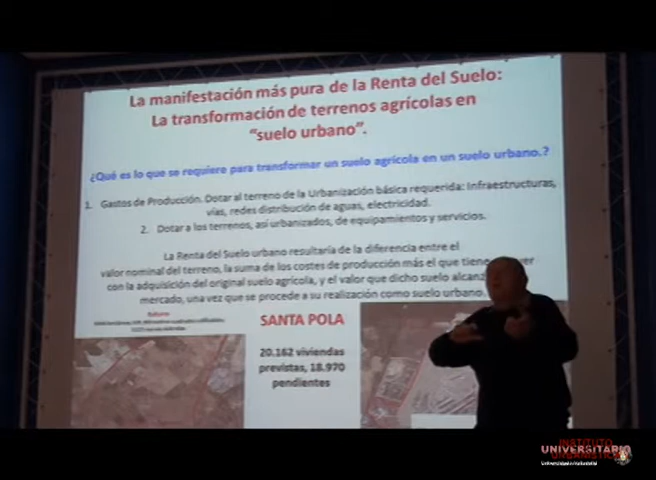 La manifestación más pura de la Renta del Suelo:
La transformación de terrenos agrícolas en
“suelo urbano”.
¿Qué es lo que se requiere para transformar un suelo agrícola en un suelo urbano.?
1. Gastos de Producción. Dotar al terreno de la Urbanización básica requerida: Infraestructuras,
vías, redes distribución de aguas, electricidad.
2. Dotar a los terrenos, así urbanizados, de equipamientos y servicios.
La Renta del Suelo urbano resultaría de la diferencia entre el
valor nominal del terreno, la suma de los costes de producción más el que tiene ver
con la adquisición del original suelo agrícola, y el valor que dicho suelo alcanz
mercado, una vez que se procede a su realización como suelo urbano.
SANTA POLA
20.162 viviendas
previstas, 18.970
pendientes
INSTITUTO
UNIVERSITARIO
Universidad de Valladolid